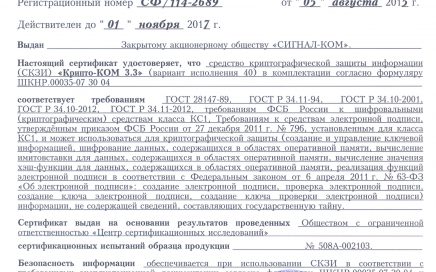 Регистрационный номер СФ/114-2689 от "05" августа 2015 г.
Действителен до "01" ноября 2017 г.
Выдан Закрытому акционерному обществу «СИГНАЛ-КОМ».
Настоящий сертификат удостоверяет, что средство криптографической защиты информации
(СКЗИ) «Крипто-КОМ 3.3» (вариант исполнения 40) в комплектации согласно формуляру
ШКНР.00035-07 30 04
соответствует требованиям ГОСТ 28147-89, ГОСТ Р 34.11-94, ГОСТ Р 34.10-2001,
ГОСТ Р 34.10-2012, ГОСТ Р 34.11-2012, требованиям ФСБ России к шифровальным
(криптографическим) средствам класса КС1, Требованиям к средствам электронной подписи,
утверждённым приказом ФСБ России от 27 декабря 2011 г. № 796, установленным для класса
КС1, и может использоваться для криптографической защиты (создание и управление ключевой
информацией, шифрование данных, содержащихся в областях оперативной памяти, вычисление
имитовставки для данных, содержащихся в областях оперативной памяти, вычисление значения
хэш-функции для данных, содержащихся в областях оперативной памяти, реализация функций
электронной подписи в соответствии с Федеральным законом от 6 апреля 2011 г. № 63-ФЗ
«Об электронной подписи»: создание электронной подписи, проверка электронной подписи,
создание ключа электронной подписи, создание ключа проверки электронной подписи)
информации, не содержащей сведений, составляющих государственную тайну.
Сертификат выдан на основании результатов проведенных Обществом с ограниченной
ответственностью «Центр сертификационных исследований»
сертификационных испытаний образца продукции № 508А-002103.
Безопасность информации обеспечивается при использовании СКЗИ в соответствии с